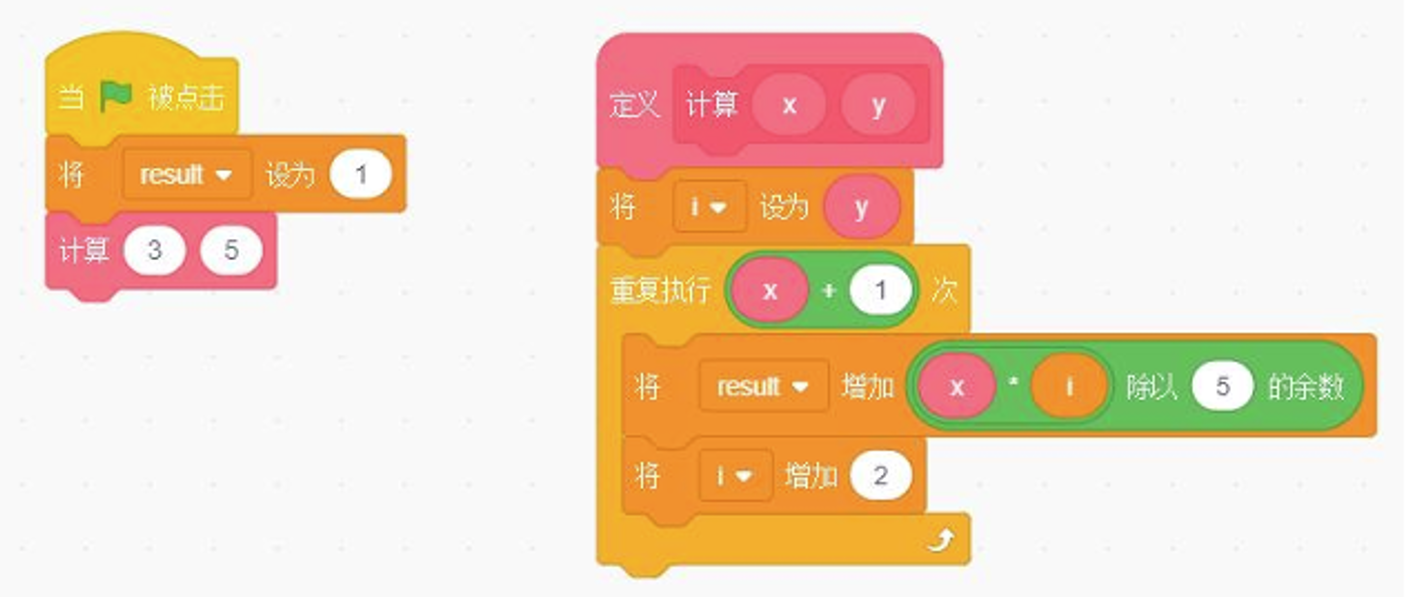 当 被点击
将 result 设为 1
计算 3 5
定义 计算 x y
将 i 设为 y
重复执行 x + 1 次
将 result 增加 x * i 除以 5 的余数
将 i 增加 2